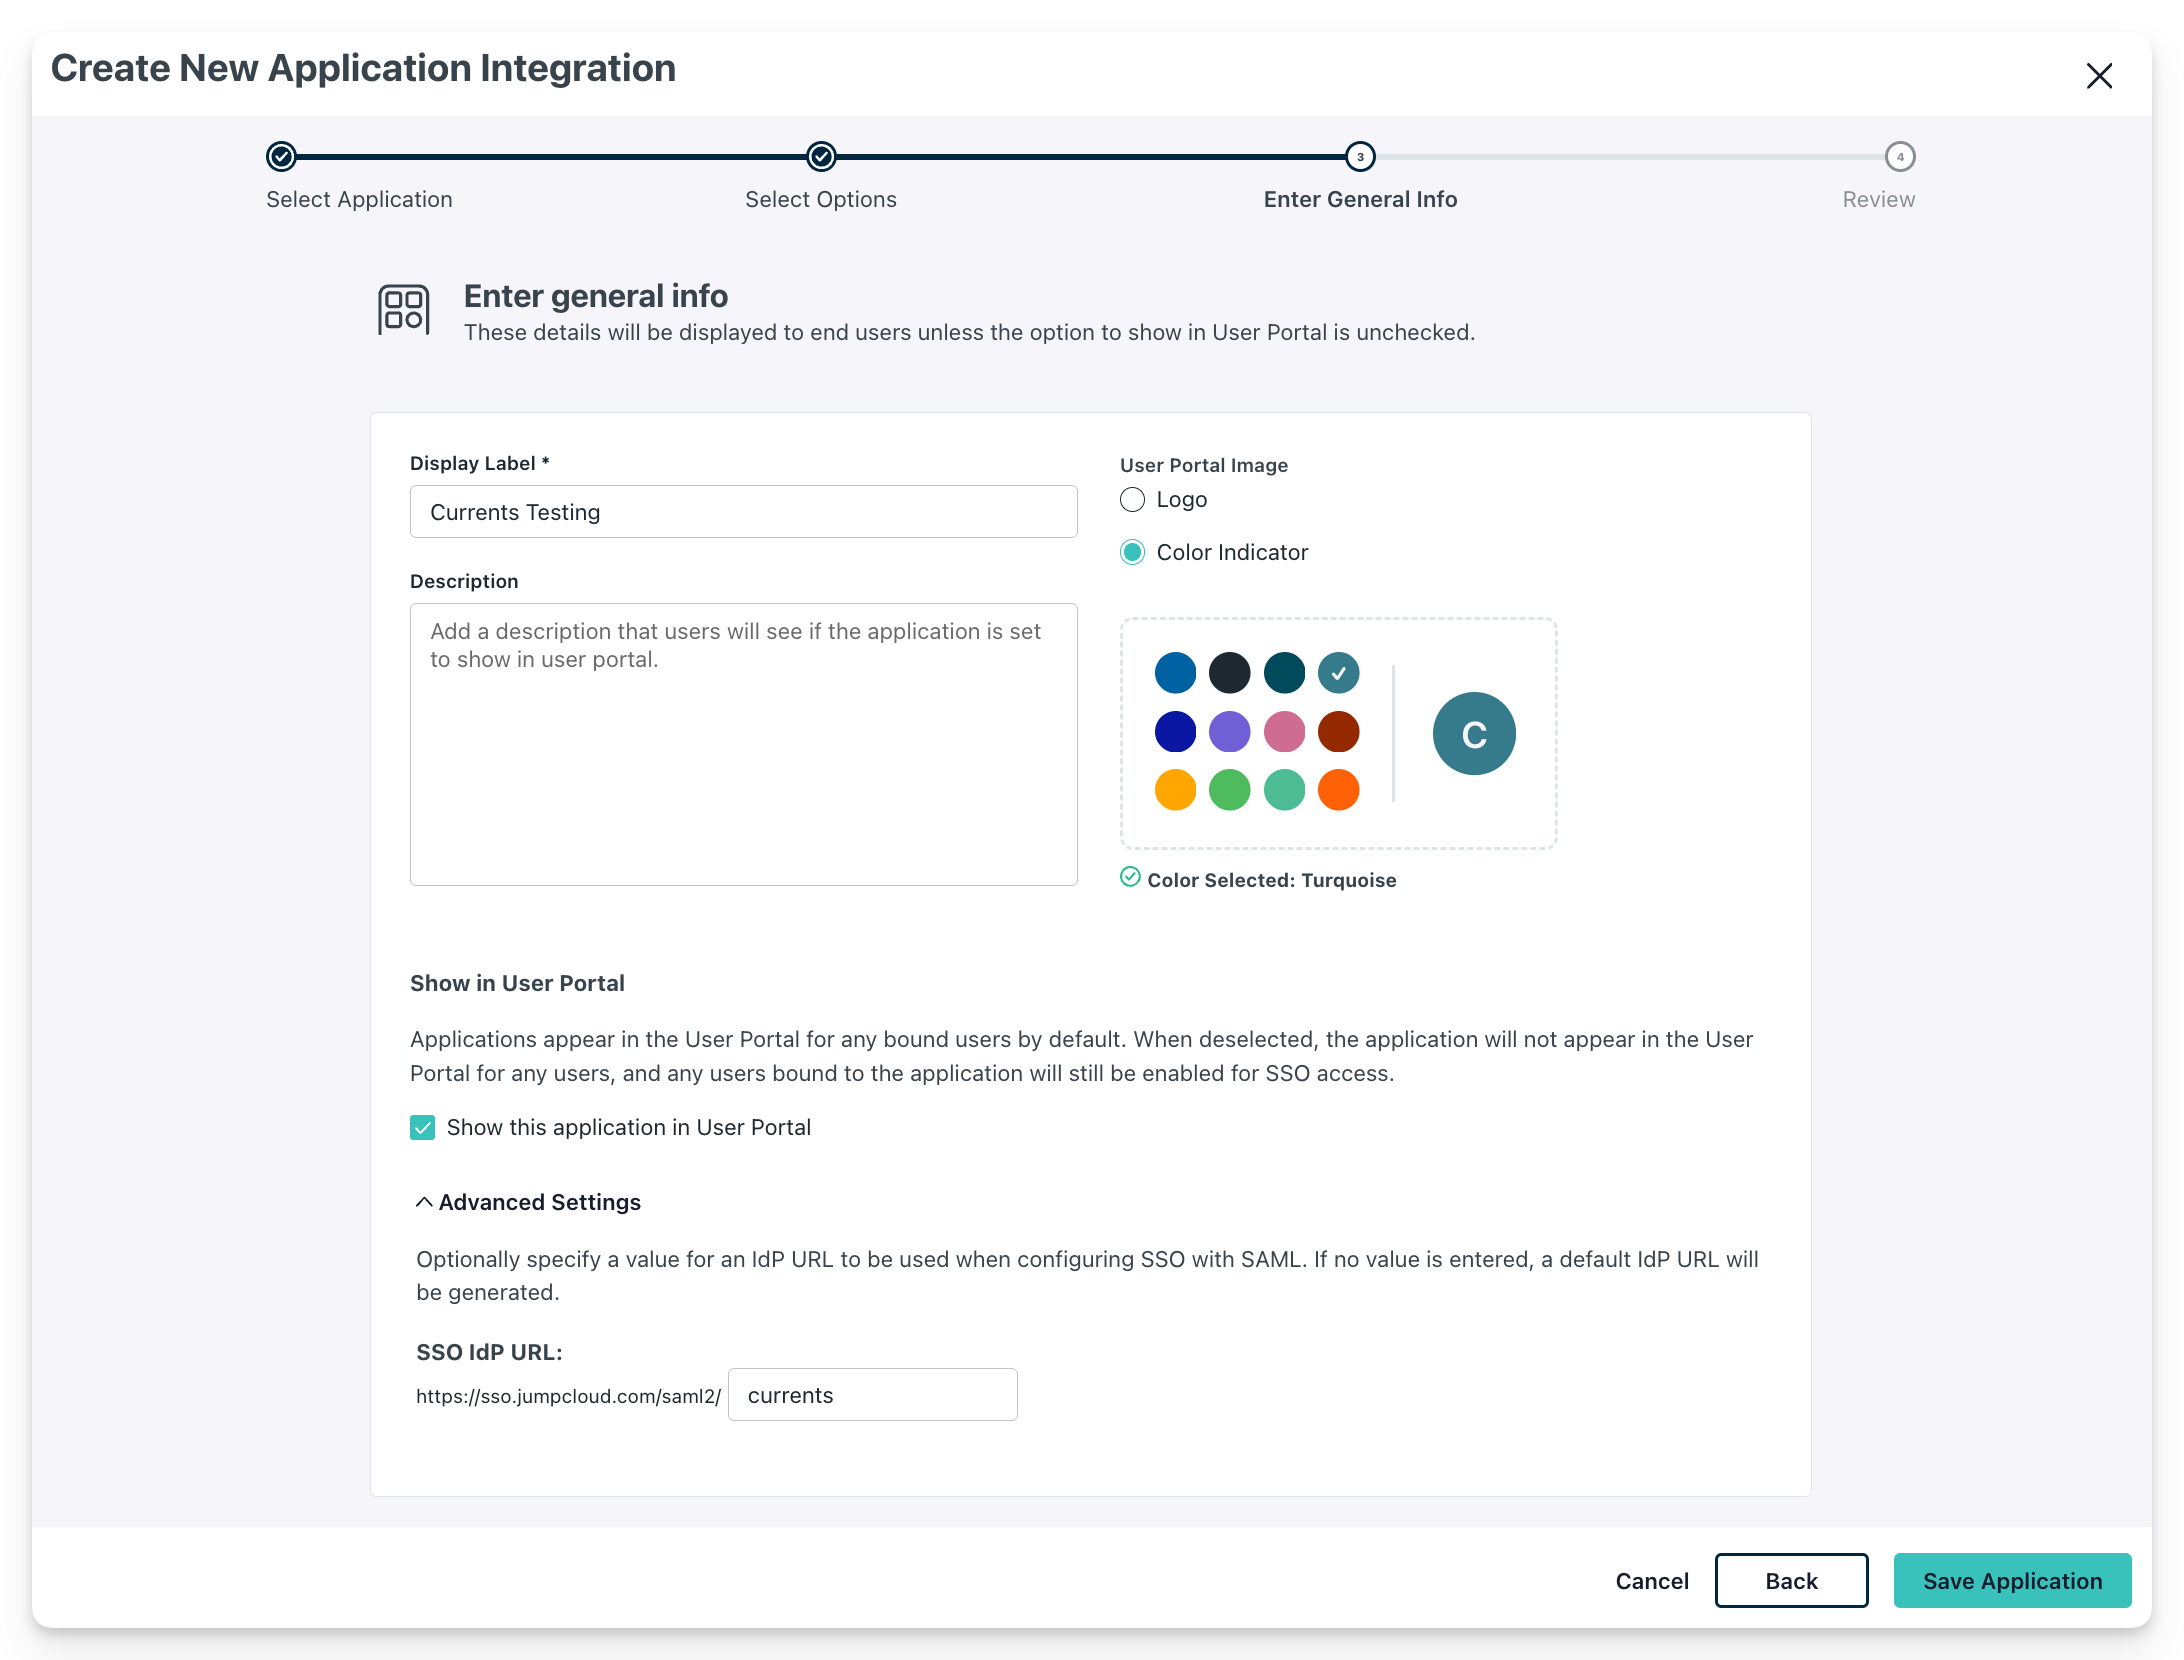 Create New Application Integration
3
4
Select Application
Select Options
Enter General Info
Review
Enter general info
These details will be displayed to end users unless the option to show in User Portal is unchecked.
Display Label *
Currents Testing
Description
Add a description that users will see if the application is set
to show in user portal.
User Portal Image
Logo
Color Indicator
C
Color Selected: Turquoise
Show in User Portal
Applications appear in the User Portal for any bound users by default. When deselected, the application will not appear in the User
Portal for any users, and any users bound to the application will still be enabled for SSO access.
Show this application in User Portal
Advanced Settings
Optionally specify a value for an IdP URL to be used when configuring SSO with SAML. If no value is entered, a default IdP URL will
be generated.
SSO IdP URL:
https://sso.jumpcloud.com/saml2/ currents
Cancel
Back
Save Application